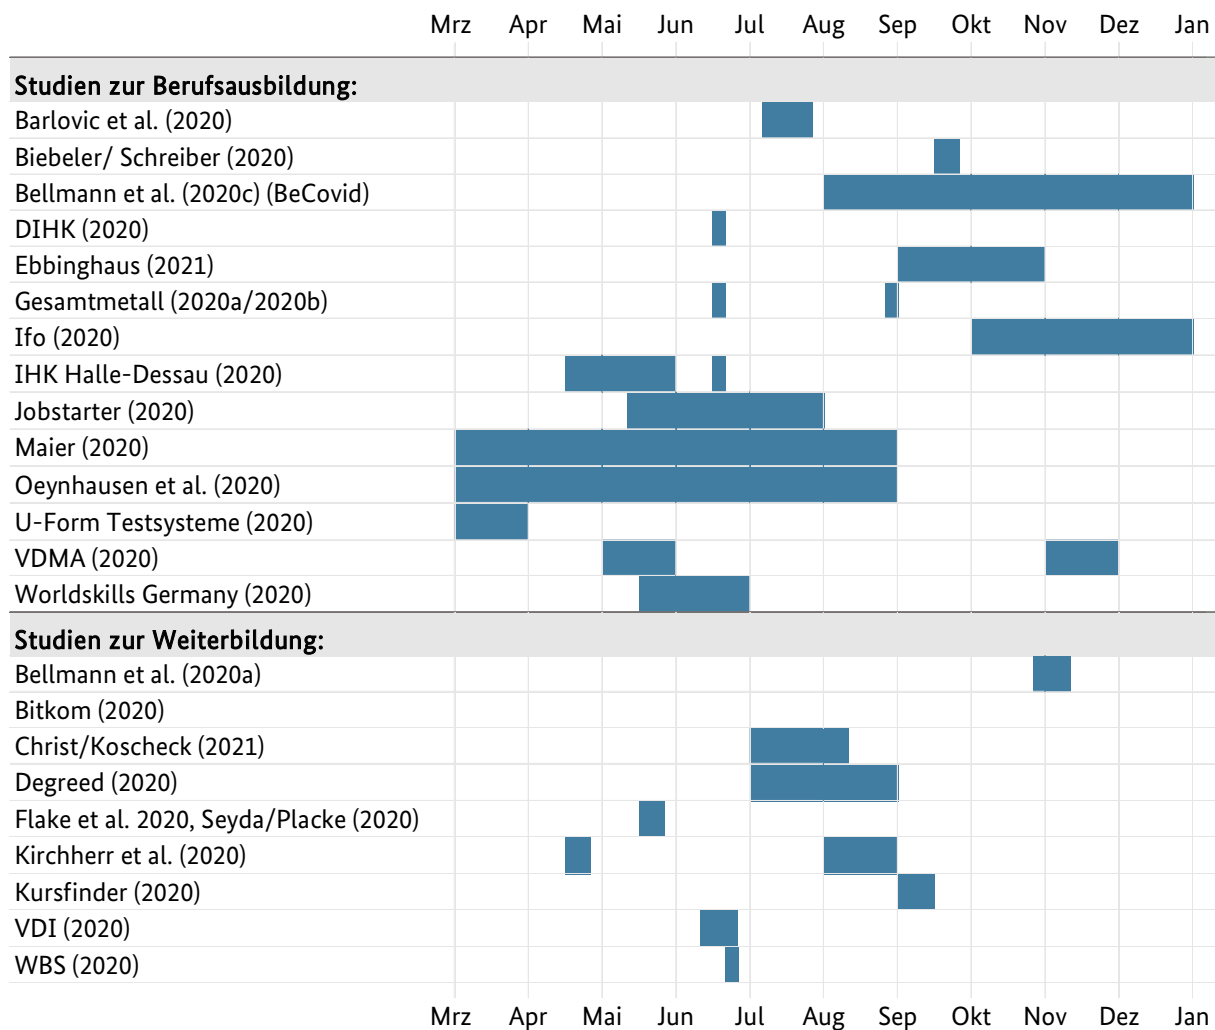 Mrz Apr Mai Jun Jul Aug Sep Okt Nov Dez Jan
Studien zur Berufsausbildung:
Barlovic et al. (2020)
Biebeler/ Schreiber (2020)
Bellmann et al. (2020c) (BeCovid)
DIHK (2020)
Ebbinghaus (2021)
Gesamtmetall (2020a/2020b)
Ifo (2020)
IHK Halle-Dessau (2020)
Jobstarter (2020)
Maier (2020)
Oeynhausen et al. (2020)
U-Form Testsysteme (2020)
VDMA (2020)
Worldskills Germany (2020)
Studien zur Weiterbildung:
Bellmann et al. (2020a)
Bitkom (2020)
Christ/Koscheck (2021)
Degreed (2020)
Flake et al. 2020, Seyda/Placke (2020)
Kirchherr et al. (2020)
Kursfinder (2020)
VDI (2020)
WBS (2020)
Mrz Apr Mai Jun Jul Aug Sep Okt Nov Dez Jan